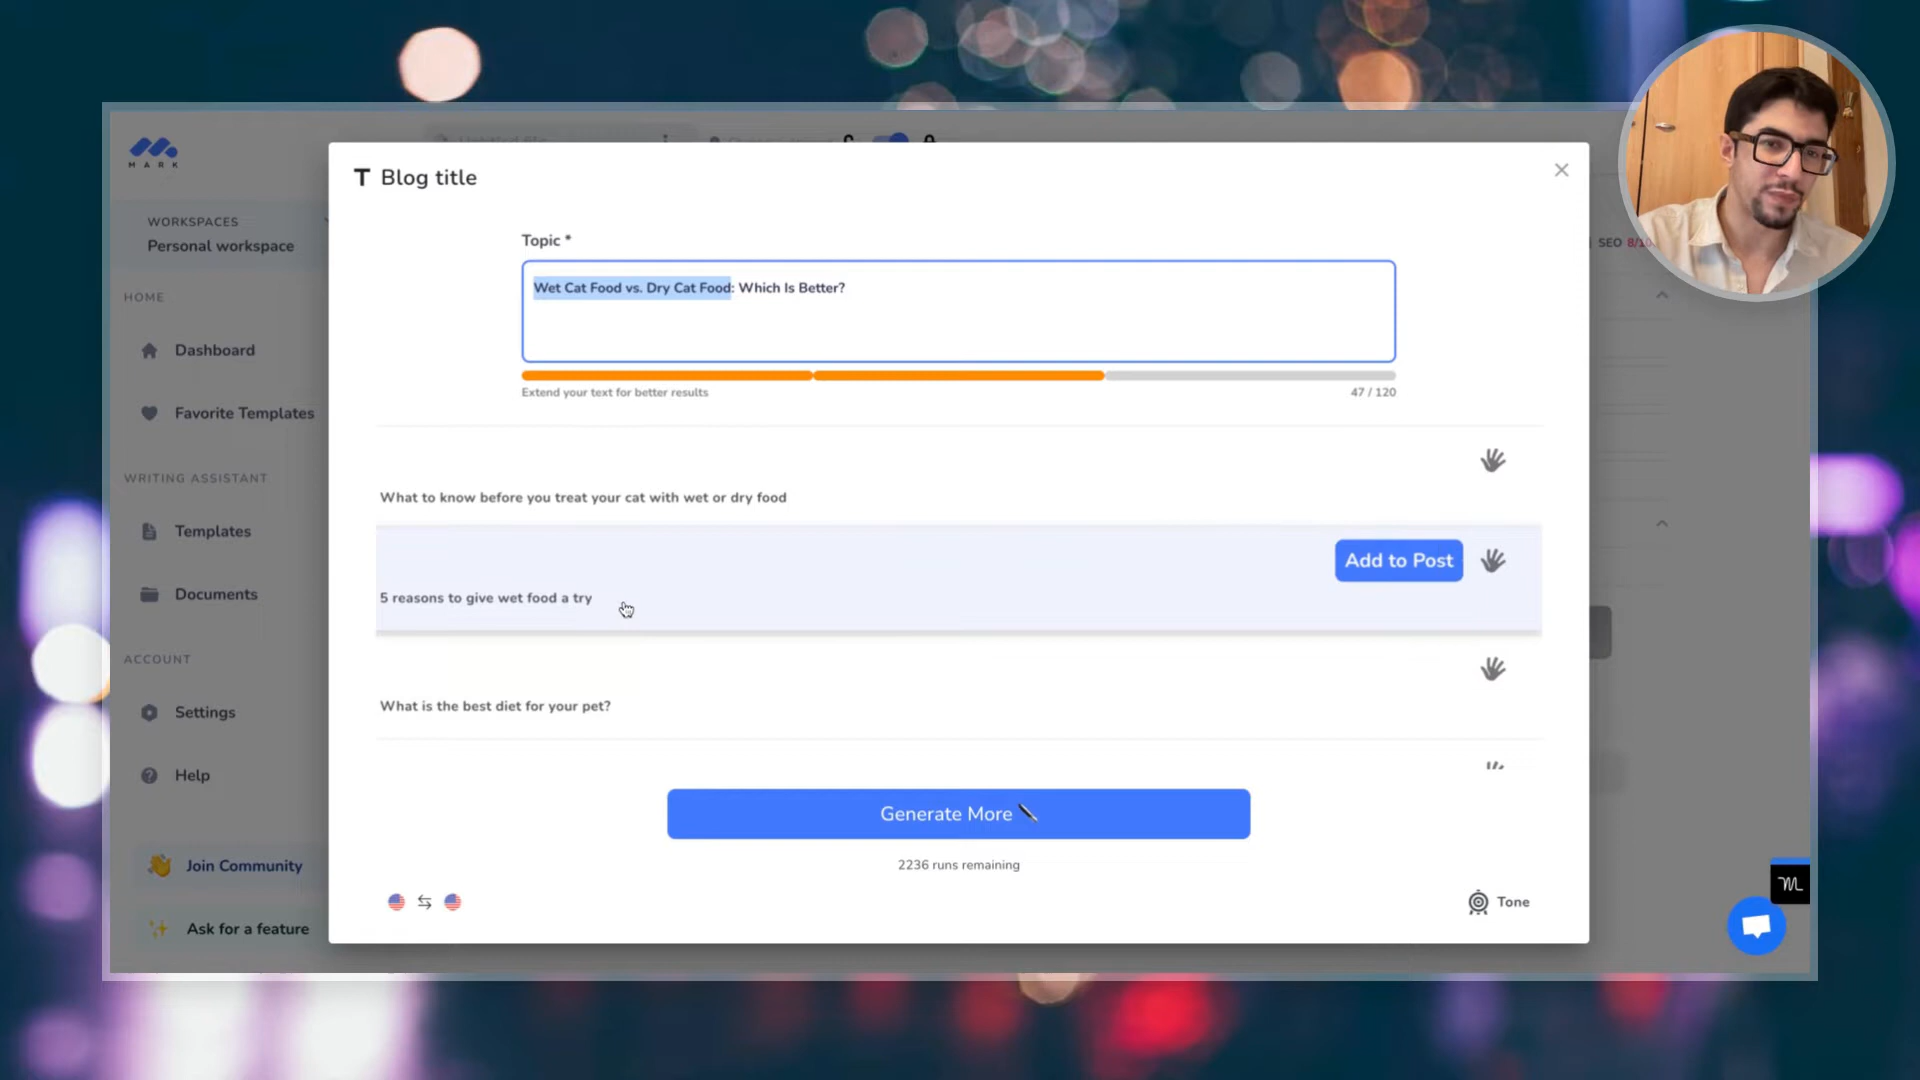 MARK
WORKSPACES
Personal workspace
HOME
Dashboard
Favorite Templates
WRITING ASSISTANT
Templates
Documents
ACCOUNT
Settings
Help
Join Community
Ask for a feature
T Blog title
Topic *
Wet Cat Food vs. Dry Cat Food: Which Is Better?
Extend your text for better results
47 / 120
What to know before you treat your cat with wet or dry food
Add to Post
5 reasons to give wet food a try
What is the best diet for your pet?
Generate More
2236 runs remaining
Tone
SEO 8/10